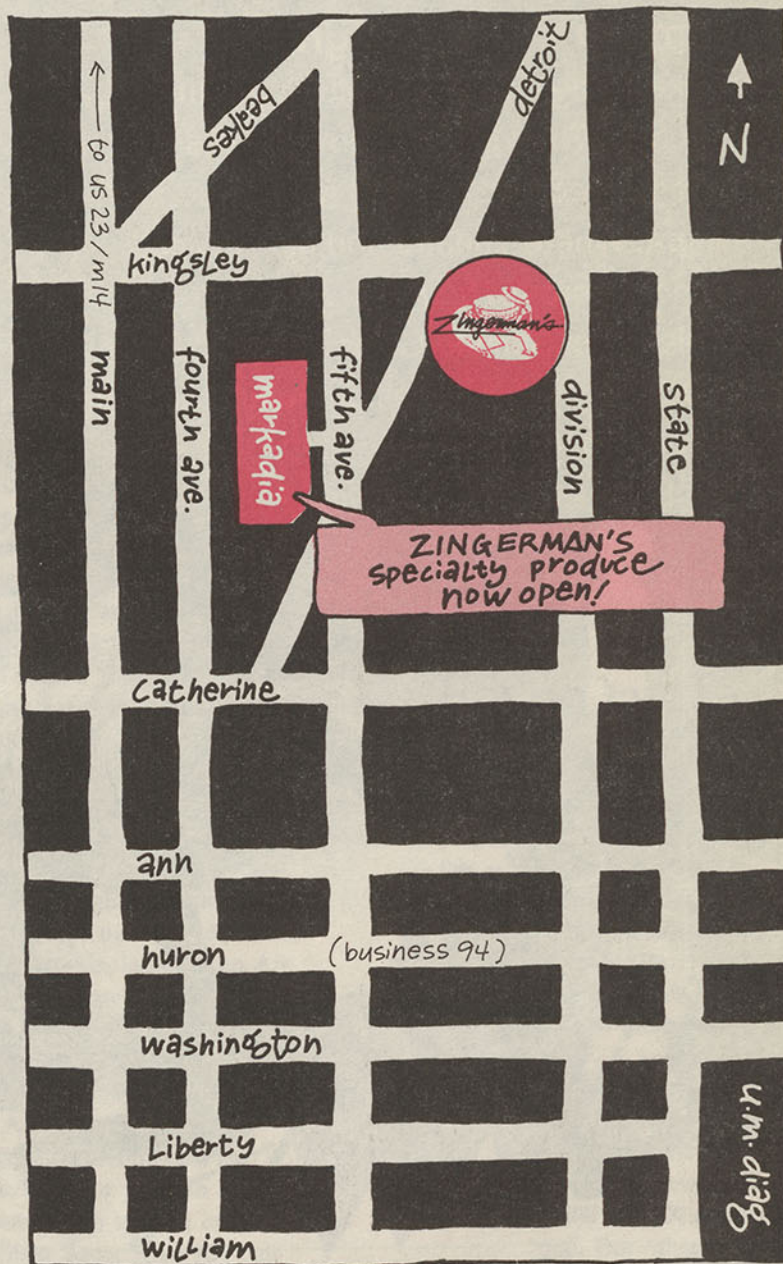 detroit
beakes
N
← to us 23/m14
kingsley
Zingerman's
main
fourth ave.
markadia
fifth ave.
division
state
ZINGERMAN'S
specialty produce
now open!
catherine
ann
huron
(business 94)
washington
Liberty
u.m. diag
william